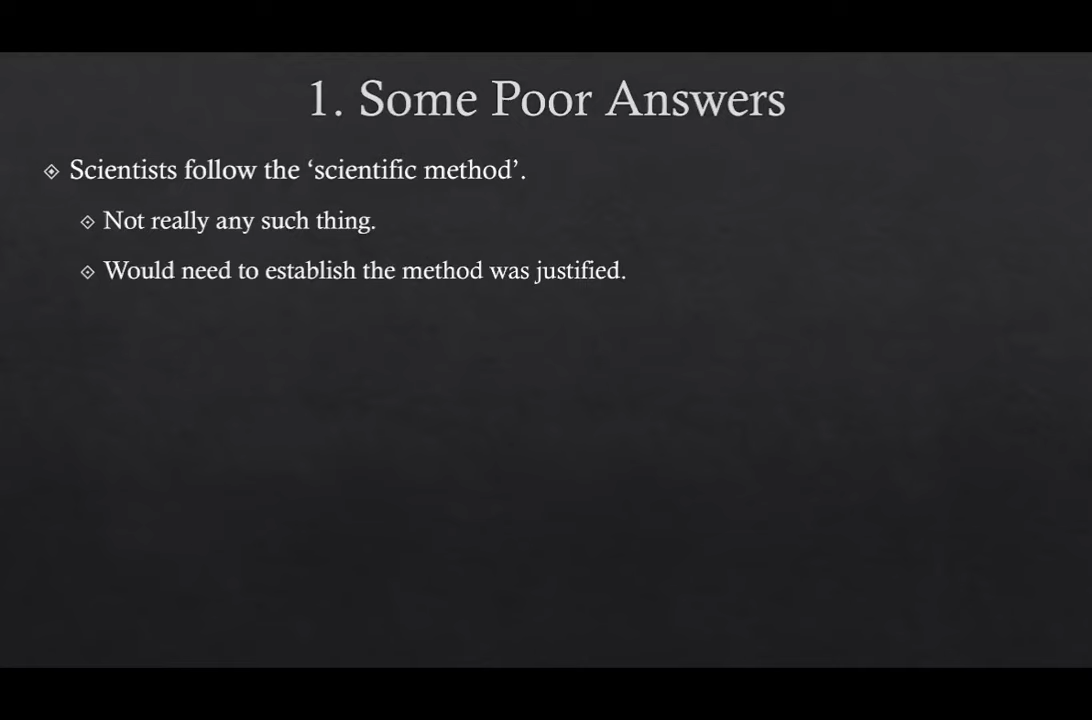 1. Some Poor Answers
Scientists follow the ‘scientific method’.
Not really any such thing.
Would need to establish the method was justified.